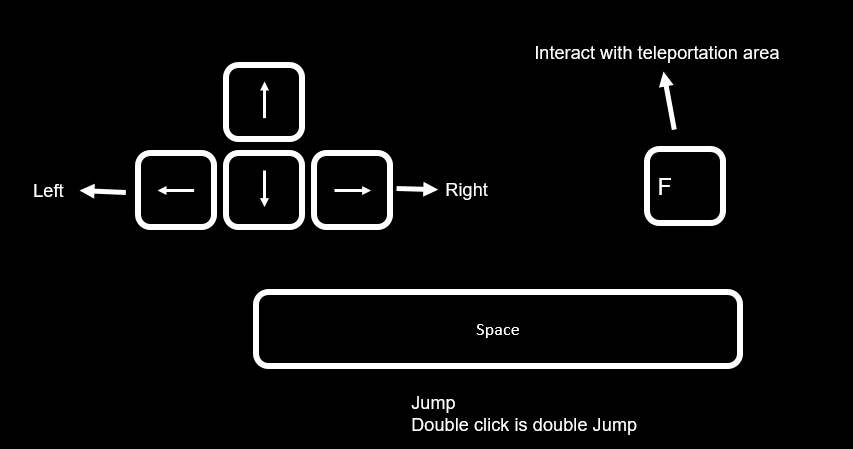 Interact with teleportation area
Left
Right
F
Space
Jump
Double click is double Jump